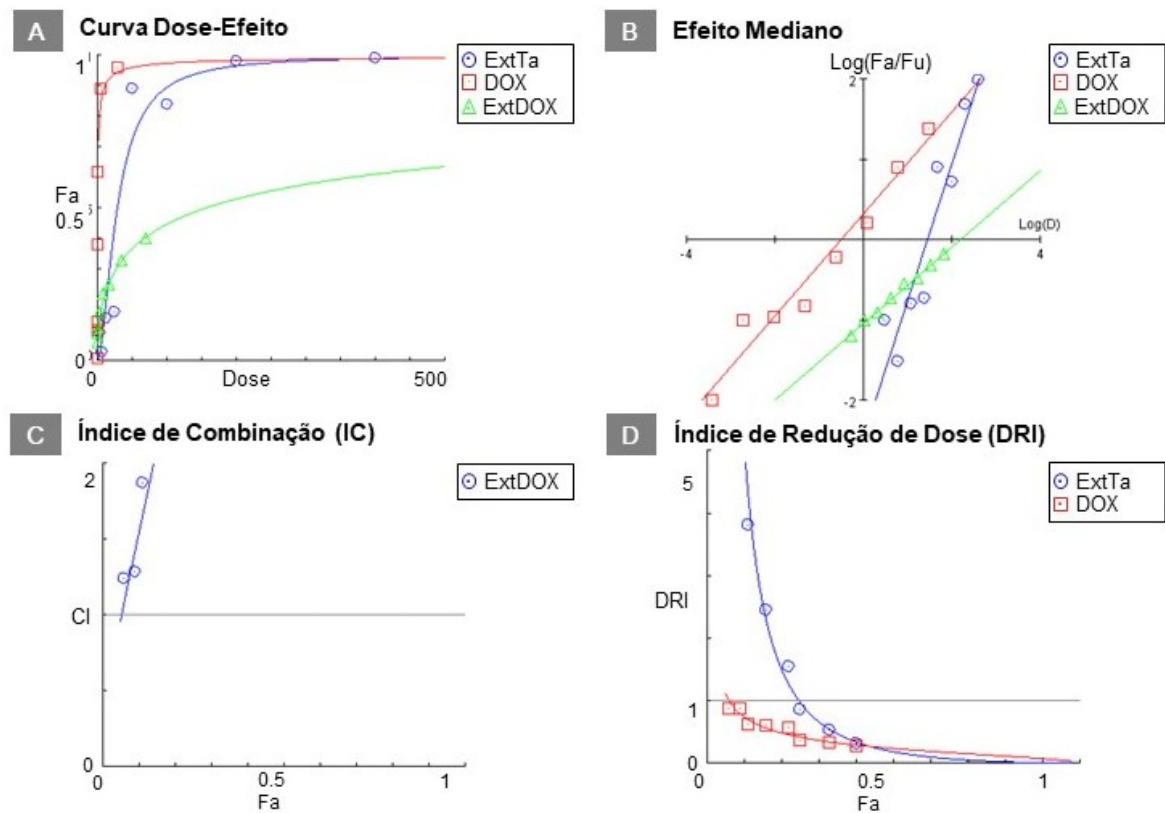 A Curva Dose-Efeito
1
Fa
0.5
0
0
Dose
500
ExtTa
DOX
ExtDOX
B Efeito Mediano
Log(Fa/Fu)
2
Log(D)
-4
4
-2
ExtTa
DOX
ExtDOX
C Índice de Combinação (IC)
2
CI
0
0
0.5
1
Fa
ExtDOX
D Índice de Redução de Dose (DRI)
5
DRI
1
0
0
0.5
1
Fa
ExtTa
DOX